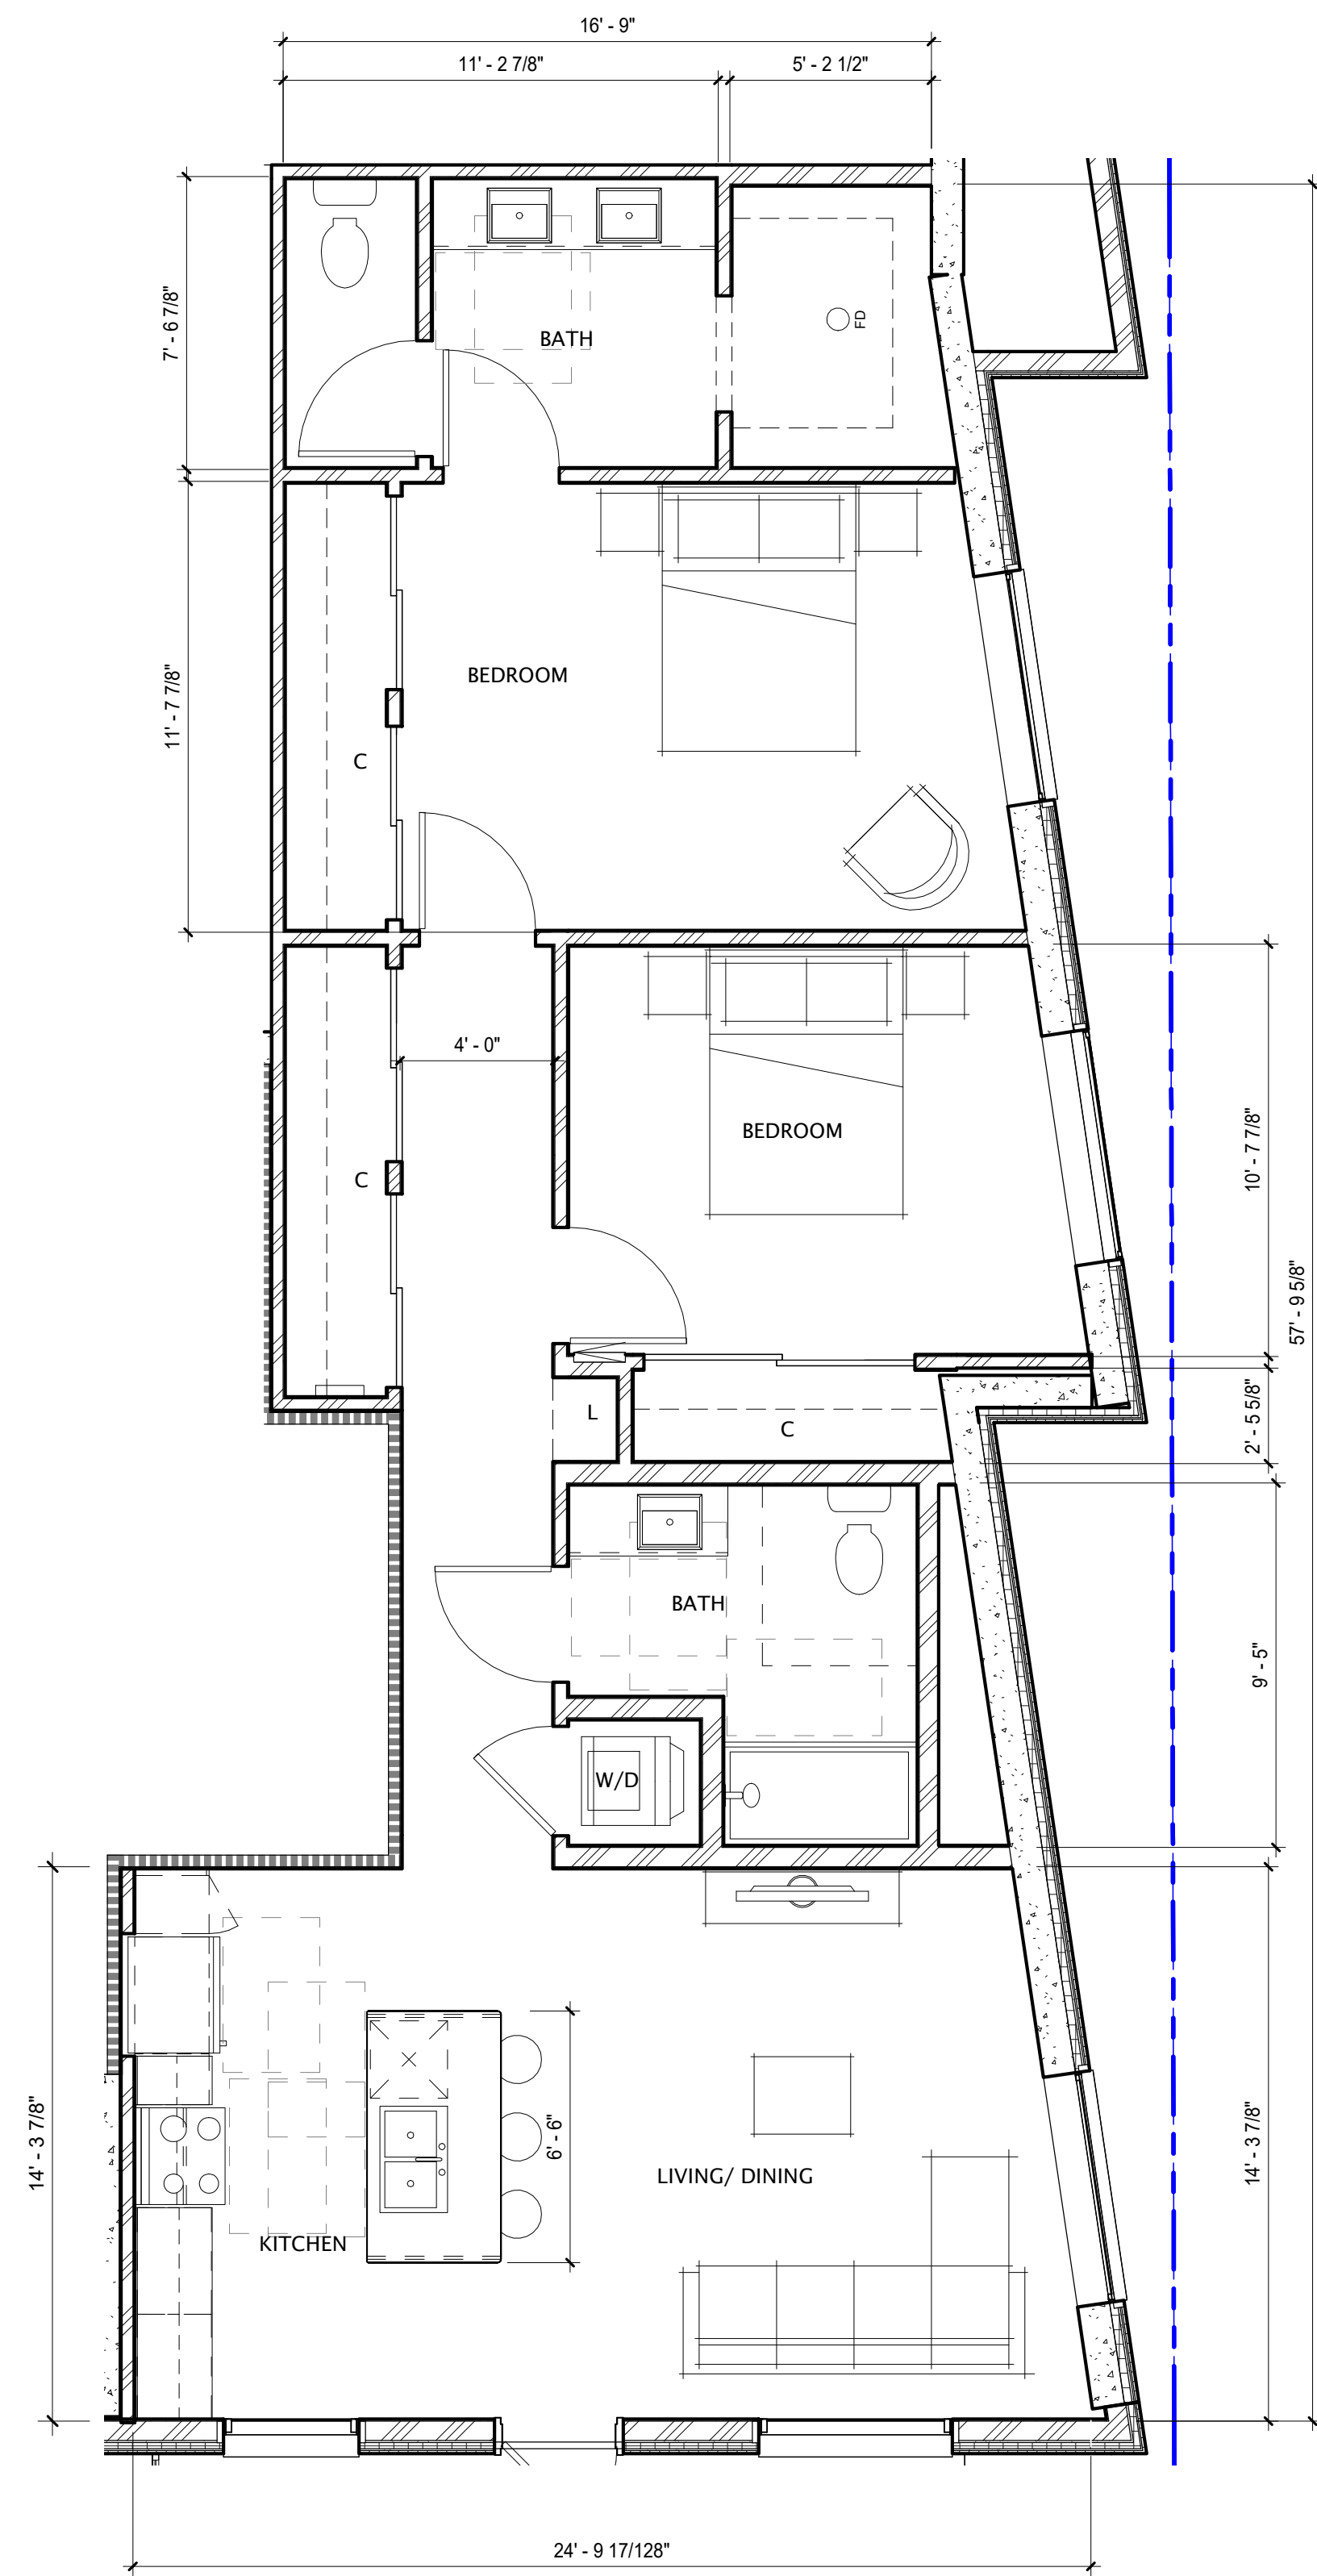 16' - 9"
11' - 2 7/8"
5' - 2 1/2"
7' - 6 7/8"
BATH
FD
BEDROOM
11' - 7 7/8"
C
4' - 0"
BEDROOM
10' - 7 7/8"
C
57' - 9 5/8"
L
C
2' - 5 5/8"
BATH
9' - 5"
W/D
14' - 3 7/8"
6' - 6"
14' - 3 7/8"
LIVING/ DINING
KITCHEN
24' - 9 17/128"